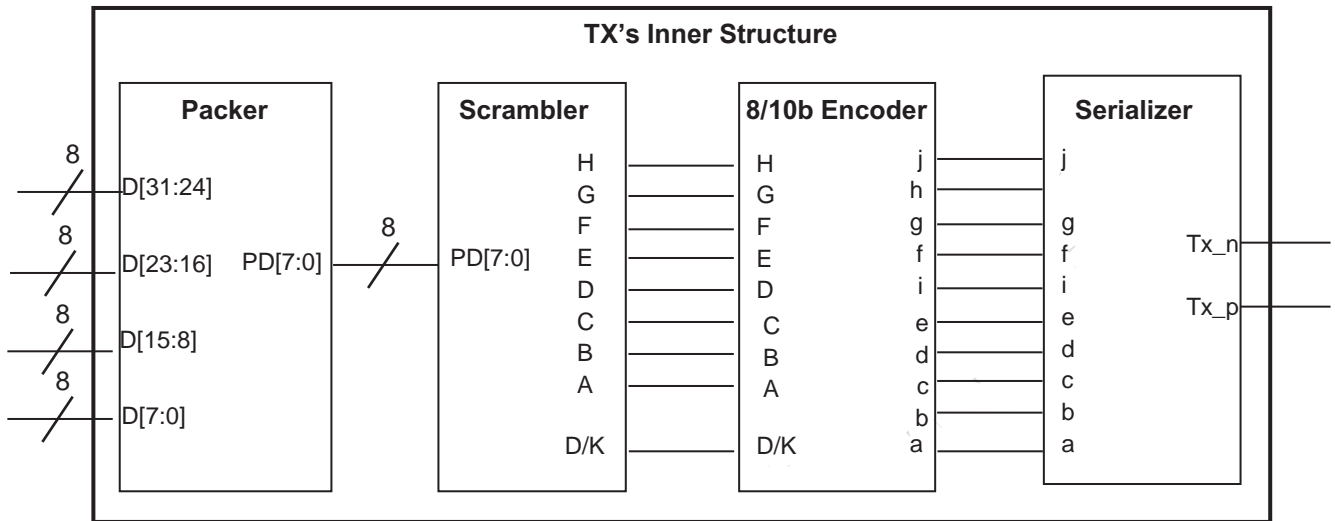 TX's Inner Structure
Packer
8
D[31:24]
8
D[23:16]
8
D[15:8]
8
D[7:0]
PD[7:0]
8
Scrambler
PD[7:0]
H
G
F
E
D
C
B
A
D/K
8/10b Encoder
H
G
F
E
D
C
B
A
D/K
j
h
g
f
i
e
d
c
b
a
Serializer
j
g
f
i
e
d
c
b
a
Tx_n
Tx_p